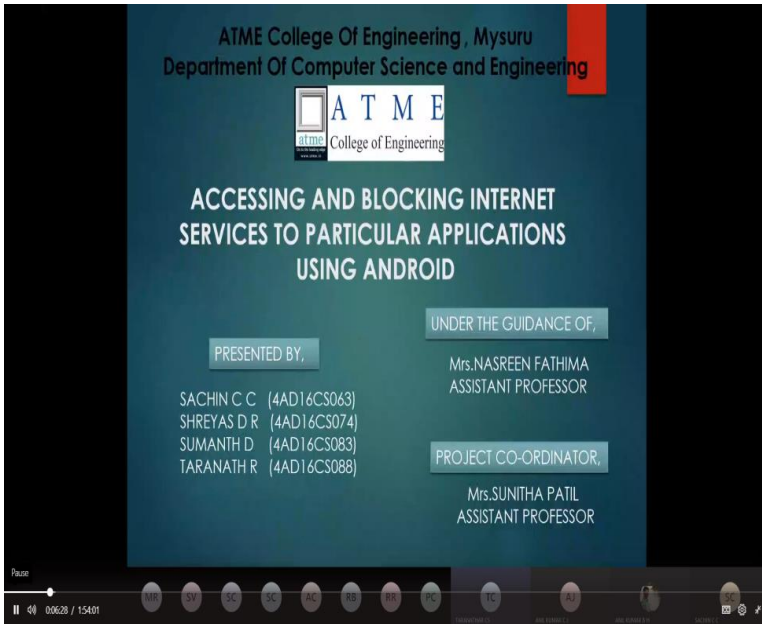 ATME College Of Engineering, Mysuru
Department Of Computer Science and Engineering
A T M E
College of Engineering
atme
ACCESSING AND BLOCKING INTERNET
SERVICES TO PARTICULAR APPLICATIONS
USING ANDROID
PRESENTED BY,
SACHIN C C (4AD16CS063)
SHREYAS D R (4AD16CS074)
SUMANTH D (4AD16CS083)
TARANATH R (4AD16CS088)
UNDER THE GUIDANCE OF,
Mrs.NASREEN FATHIMA
ASSISTANT PROFESSOR
PROJECT CO-ORDINATOR,
Mrs.SUNITHA PATIL
ASSISTANT PROFESSOR
Pause
MR SV SC SC AC RB RR PC TC AJ SC
0:06:28 / 1:54:01